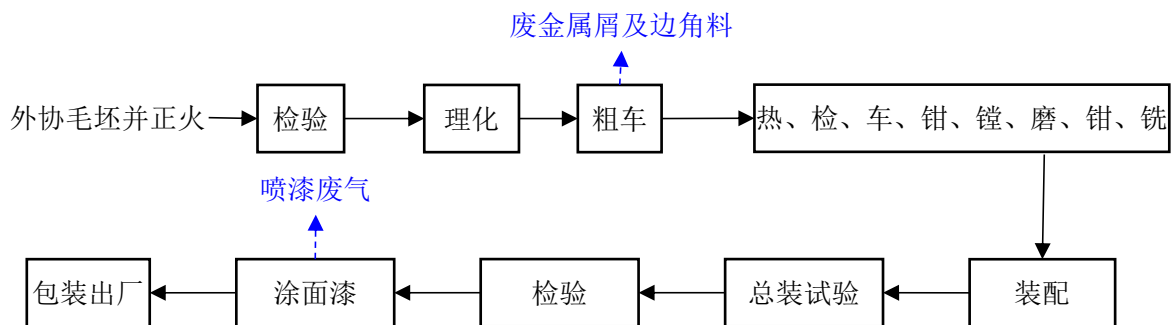 废金属屑及边角料
外协毛坯并正火
检验
理化
粗车
热、检、车、钳、镗、磨、钳、铣
喷漆废气
包装出厂
涂面漆
检验
总装试验
装配